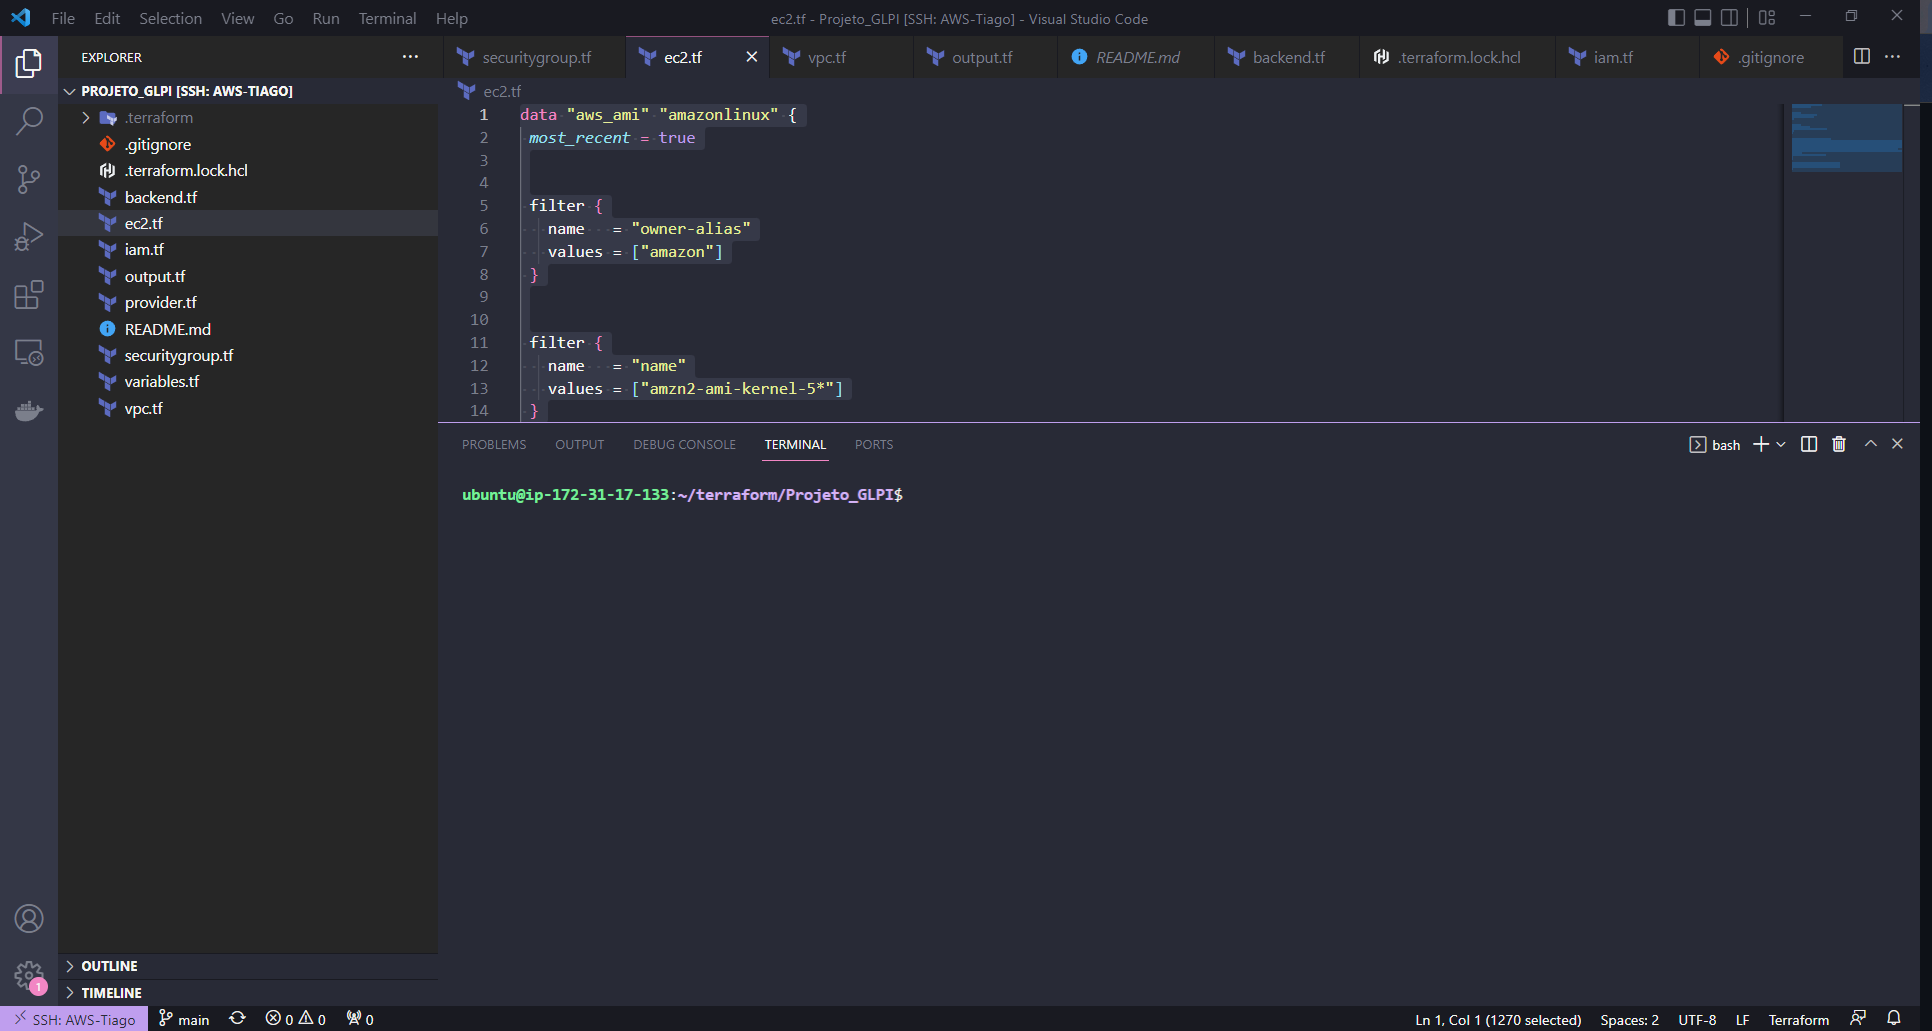 File Edit Selection View Go Run Terminal Help
ec2.tf - Projeto_GLPI [SSH: AWS-Tiago] - Visual Studio Code
EXPLORER
securitygroup.tf
ec2.tf
vpc.tf
output.tf
README.md
backend.tf
.terraform.lock.hcl
iam.tf
.gitignore
PROJETO_GLPI [SSH: AWS-TIAGO]
.terraform
.gitignore
.terraform.lock.hcl
backend.tf
ec2.tf
iam.tf
output.tf
provider.tf
README.md
securitygroup.tf
variables.tf
vpc.tf
ec2.tf
1 data "aws_ami" "amazonlinux" {
2 most_recent = true
3
4
5 filter {
6 name = "owner-alias"
7 values = ["amazon"]
8 }
9
10
11 filter {
12 name = "name"
13 values = ["amzn2-ami-kernel-5*"]
14 }
PROBLEMS OUTPUT DEBUG CONSOLE TERMINAL PORTS
bash
ubuntu@ip-172-31-17-133:~/terraform/Projeto_GLPI$
OUTLINE
TIMELINE
1
SSH: AWS-Tiago main 0 0 0
Ln 1, Col 1 (1270 selected) Spaces: 2 UTF-8 LF Terraform